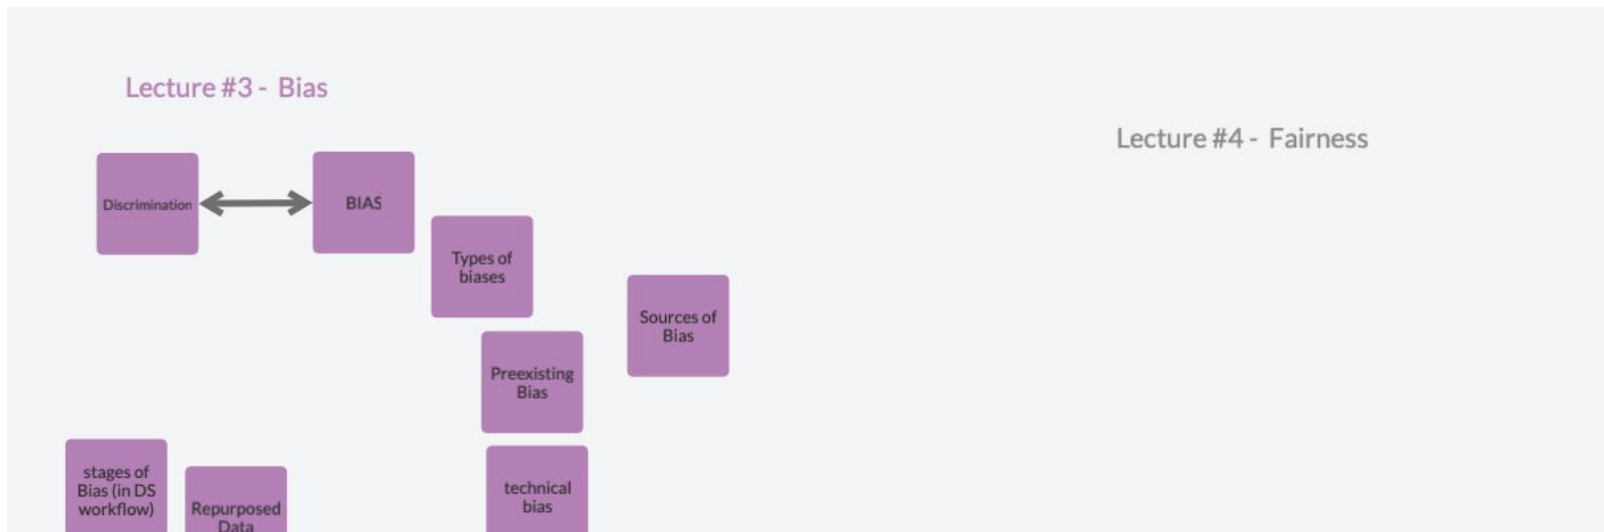 Lecture #3 - Bias
Lecture #4 - Fairness
Discrimination
BIAS
Types of
biases
Sources of
Bias
Preexisting
Bias
stages of
Bias (in DS
workflow)
Repurposed
Data
technical
bias